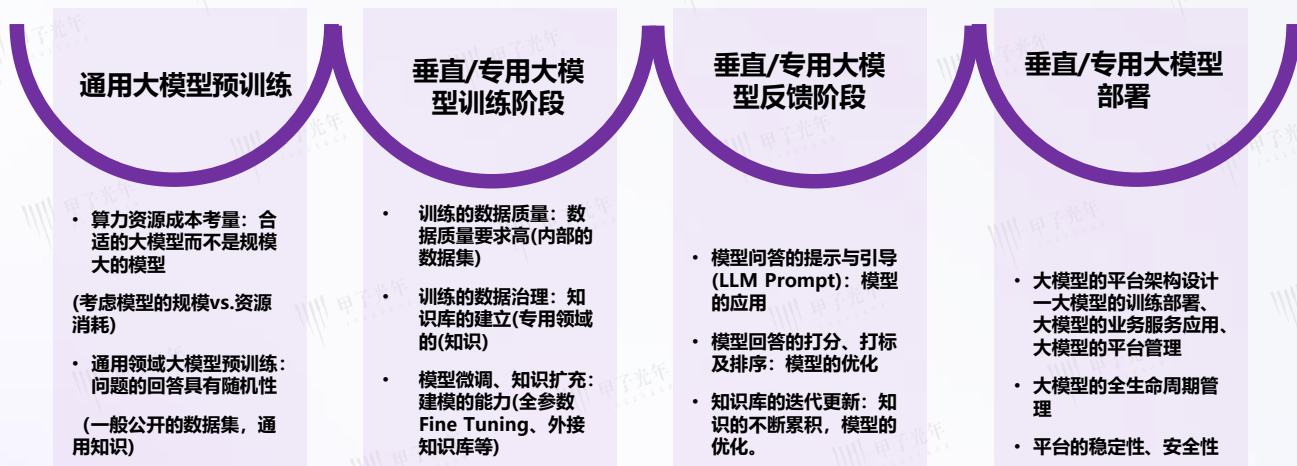 通用大模型预训练
• 算力资源成本考量：合
适的大模型而不是规模
大的模型
(考虑模型的规模vs.资源
消耗)
• 通用领域大模型预训练：
问题的回答具有随机性
(一般公开的数据集，通
用知识)
垂直/专用大模
型训练阶段
• 训练的数据质量：数
据质量要求高(内部的
数据集)
• 训练的数据治理：知
识库的建立(专用领域
的(知识)
• 模型微调、知识扩充：
建模的能力(全参数
Fine Tuning、外接
知识库等)
垂直/专用大模
型反馈阶段
• 模型问答的提示与引导
(LLM Prompt)：模型
的应用
• 模型回答的打分、打标
及排序：模型的优化
• 知识库的迭代更新：知
识的不断累积，模型的
优化。
垂直/专用大模型
部署
• 大模型的平台架构设计
一大模型的训练部署、
大模型的业务服务应用、
大模型的平台管理
• 大模型的全生命周期管
理
• 平台的稳定性、安全性
甲子光年